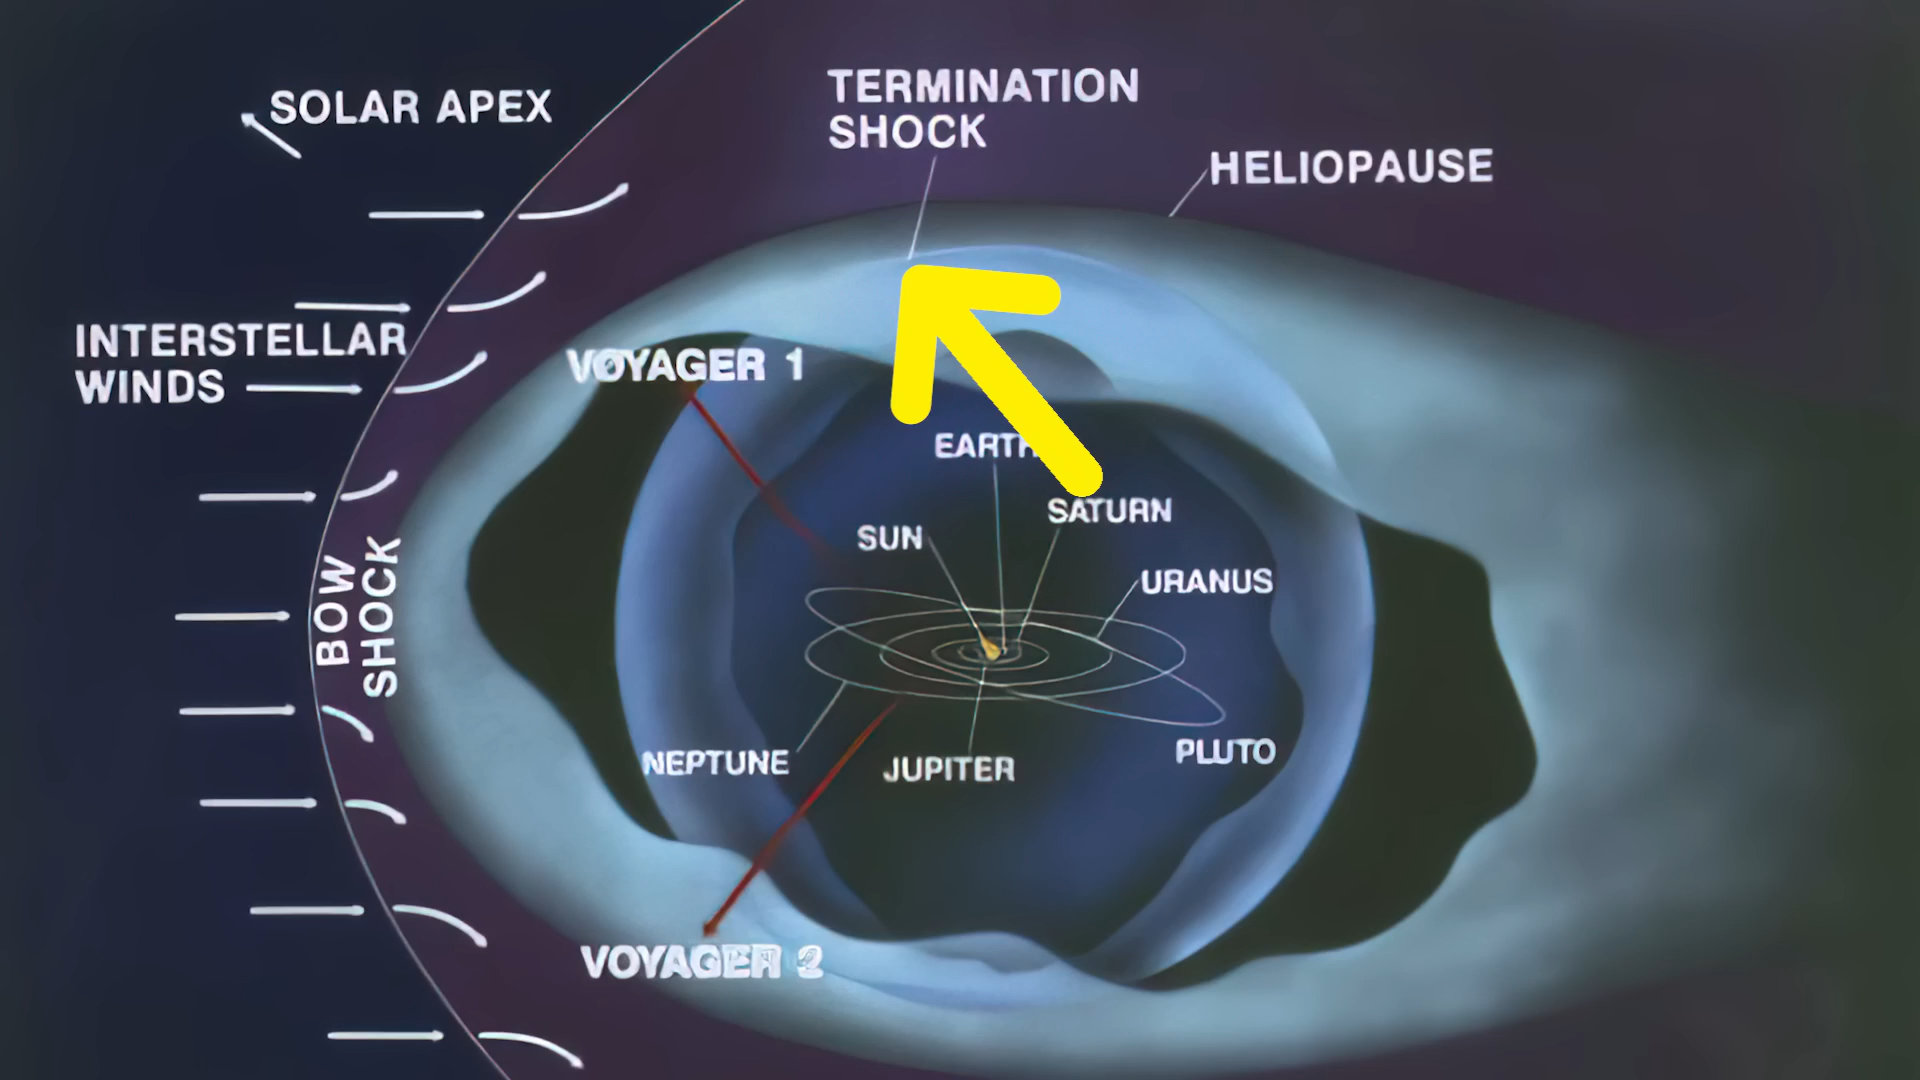 SOLAR APEX
TERMINATION
SHOCK
HELIOPAUSE
INTERSTELLAR
WINDS
VOYAGER 1
EARTH
SATURN
SUN
URANUS
BOW
SHOCK
NEPTUNE
JUPITER
PLUTO
VOYAGER 2